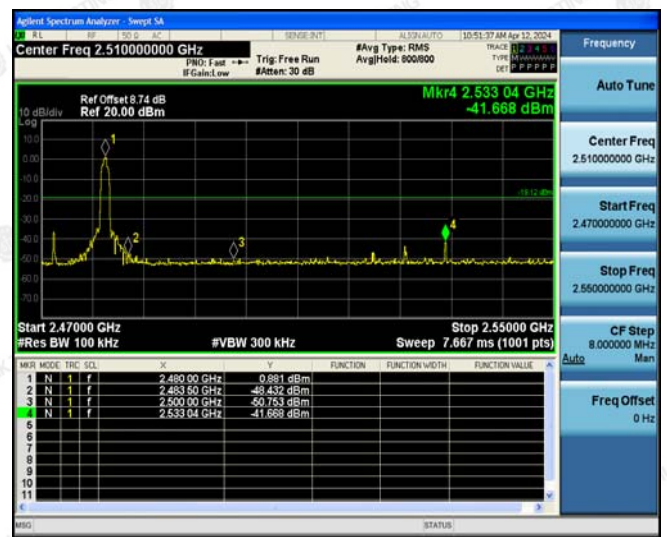 Agilent Spectrum Analyzer - Swept SA
RL RF 50 Ω AC SENSE:INT ALIGNAUTO 10:51:37 AM Apr 12, 2024
Center Freq 2.510000000 GHz
#Avg Type: RMS
TRACE 1 2 3 4 5 6
PNO: Fast Trig: Free Run Avg|Hold: 800/800
TYPE M
IFGain:Low #Atten: 30 dB
DET P P P P P P
Ref Offset 8.74 dB
Mkr4 2.533 04 GHz
10 dB/div Ref 20.00 dBm
-41.668 dBm
Log
10.0
0.00
-10.0
-20.0
-30.0
-40.0
-50.0
-60.0
-70.0
1
2
3
4
-19.12 dBm
Start 2.47000 GHz
Stop 2.55000 GHz
#Res BW 100 kHz #VBW 300 kHz Sweep 7.667 ms (1001 pts)
MKR MODE TRC SCL X Y FUNCTION FUNCTION WIDTH FUNCTION VALUE
1 N 1 f 2.480 00 GHz 0.881 dBm
2 N 1 f 2.483 50 GHz -48.432 dBm
3 N 1 f 2.500 00 GHz -50.753 dBm
4 N 1 f 2.533 04 GHz -41.668 dBm
5
6
7
8
9
10
11
MSG STATUS
Frequency
Auto Tune
Center Freq
2.510000000 GHz
Start Freq
2.470000000 GHz
Stop Freq
2.550000000 GHz
CF Step
8.000000 MHz
Auto Man
Freq Offset
0 Hz